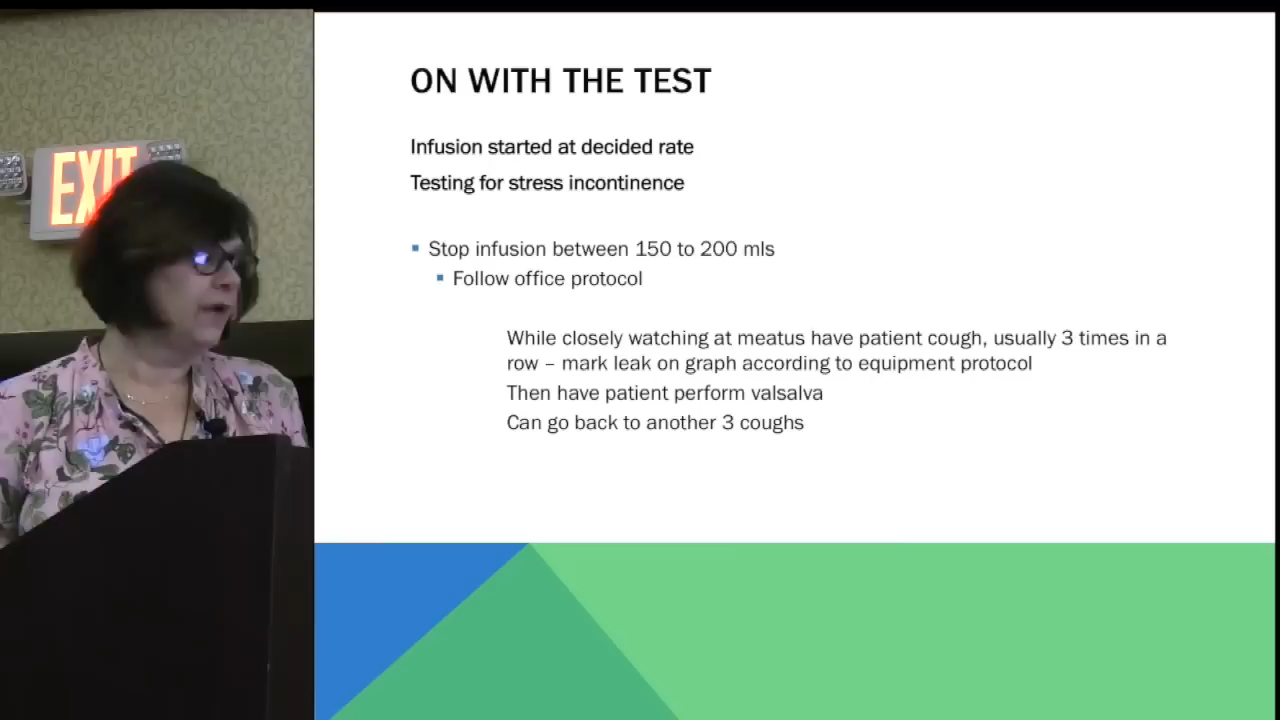 EXIT
ON WITH THE TEST
Infusion started at decided rate
Testing for stress incontinence
Stop infusion between 150 to 200 mls
Follow office protocol
While closely watching at meatus have patient cough, usually 3 times in a
row – mark leak on graph according to equipment protocol
Then have patient perform valsalva
Can go back to another 3 coughs